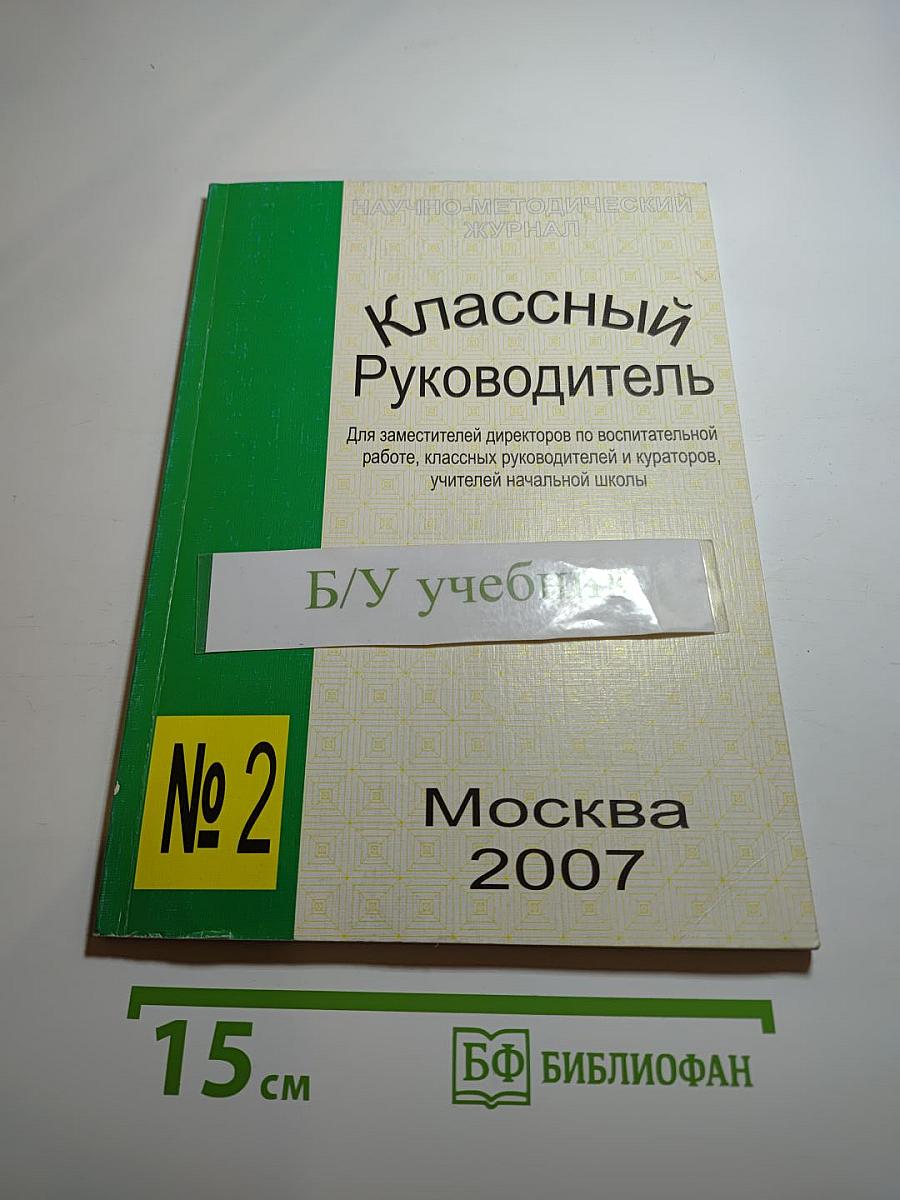 НАУЧНО-МЕТОДИЧЕСКИЙ
ЖУРНАЛ
Классный
Руководитель
Для заместителей директоров по воспитательной
работе, классных руководителей и кураторов,
учителей начальной школы
Б/У
№ 2
Москва
2007
15 см
БФ БИБЛИОФАН